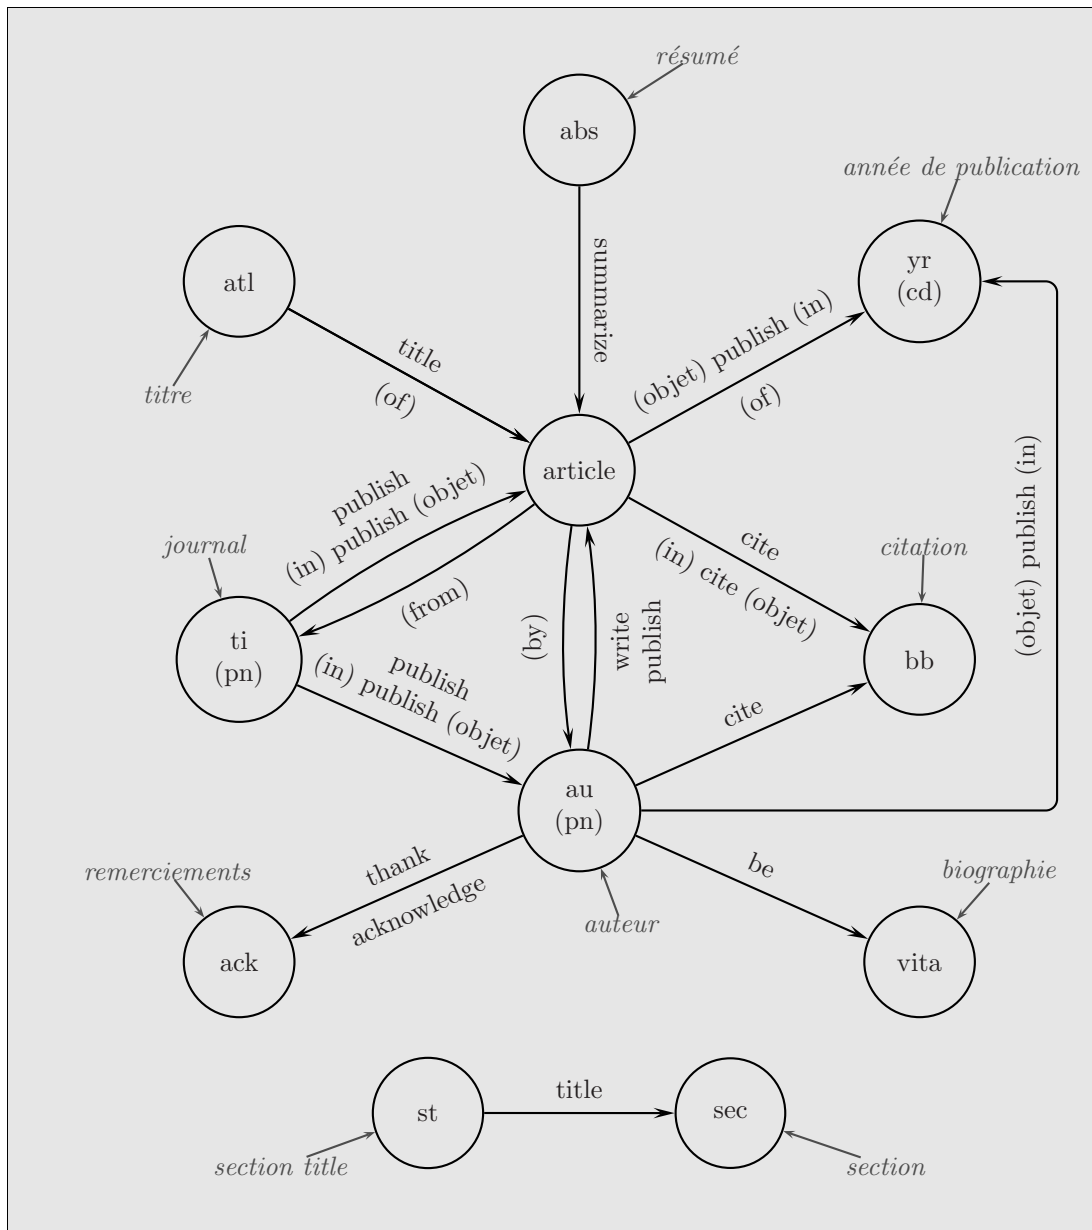 résumé
abs
année de publication
yr
(cd)
atl
titre
summarize
title
(of)
(objet) publish (in)
(of)
article
publish
(in) publish (objet)
(from)
cite
(in) cite (objet)
(objet) publish (in)
journal
citation
ti
(pn)
(by)
write
publish
bb
publish
(in) publish (objet)
cite
au
(pn)
thank
acknowledge
be
remerciements
biographie
auteur
ack
vita
st
title
sec
section title
section